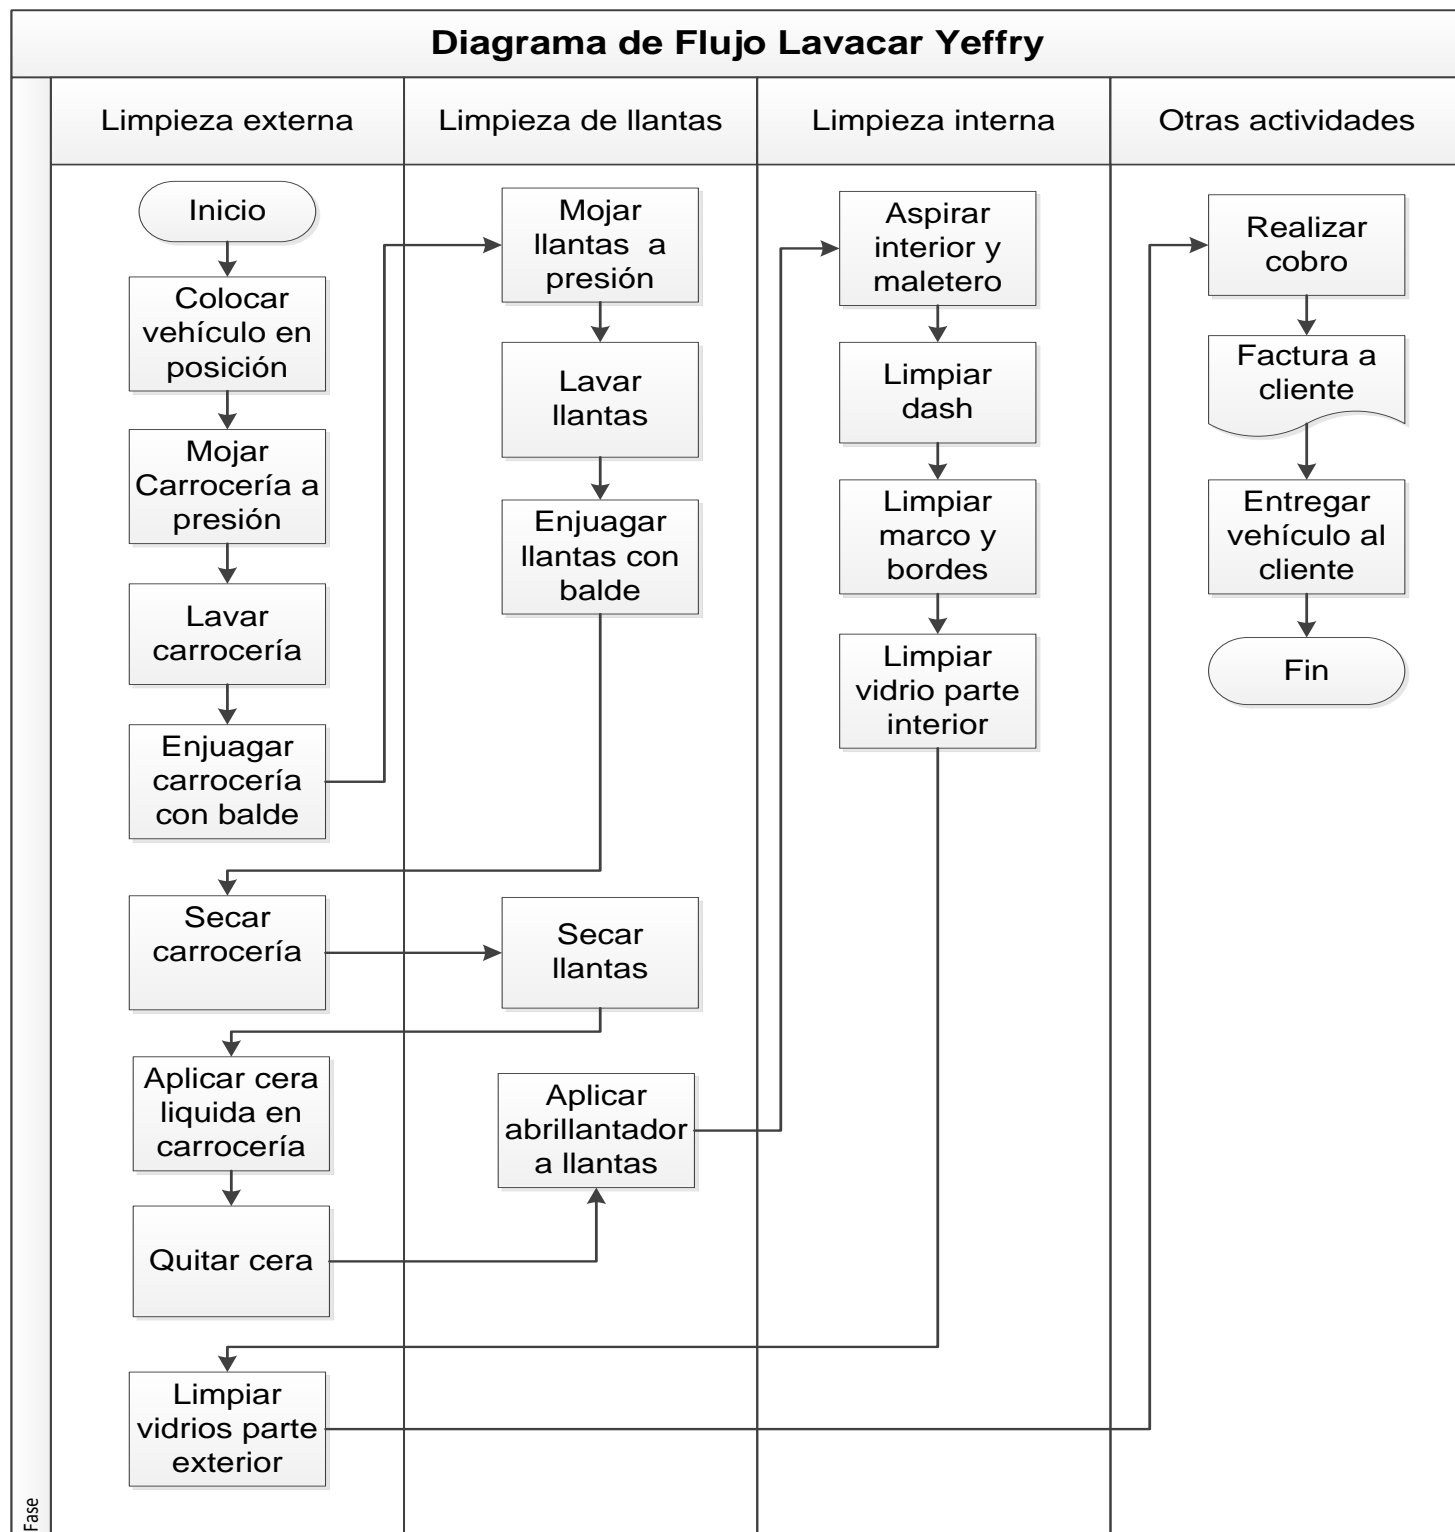 Diagrama de Flujo Lavacar Yeffry
Limpieza externa
Limpieza de llantas
Limpieza interna
Otras actividades
Inicio
Colocar
vehículo en
posición
Mojar
Carrocería a
presión
Lavar
carrocería
Enjuagar
carrocería
con balde
Secar
carrocería
Aplicar cera
liquida en
carrocería
Quitar cera
Limpiar
vidrios parte
exterior
Mojar
llantas a
presión
Lavar
llantas
Enjuagar
llantas con
balde
Secar
llantas
Aplicar
abrillantador
a llantas
Aspirar
interior y
maletero
Limpiar
dash
Limpiar
marco y
bordes
Limpiar
vidrio parte
interior
Realizar
cobro
Factura a
cliente
Entregar
vehículo al
cliente
Fin
Fase